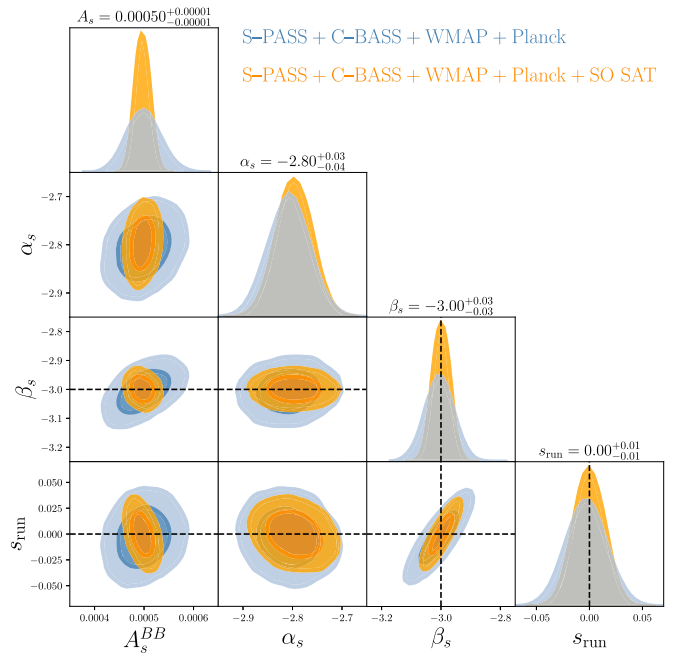 A_s = 0.00050^{+0.00001}_{-0.00001}
S–PASS + C–BASS + WMAP + Planck
S–PASS + C–BASS + WMAP + Planck + SO SAT
α_s = −2.80^{+0.03}_{-0.04}
−2.7
−2.8
−2.9
α_s
β_s = −3.00^{+0.03}_{-0.03}
−2.8
−3.0
−3.2
β_s
s_run = 0.00^{+0.01}_{-0.01}
0.050
0.025
0.000
−0.025
−0.050
s_run
0.0004 0.0005 0.0006
−2.9 −2.8 −2.7
−3.2 −3.0 −2.8
−0.05 0.00 0.05
A_s^{BB} α_s β_s s_run